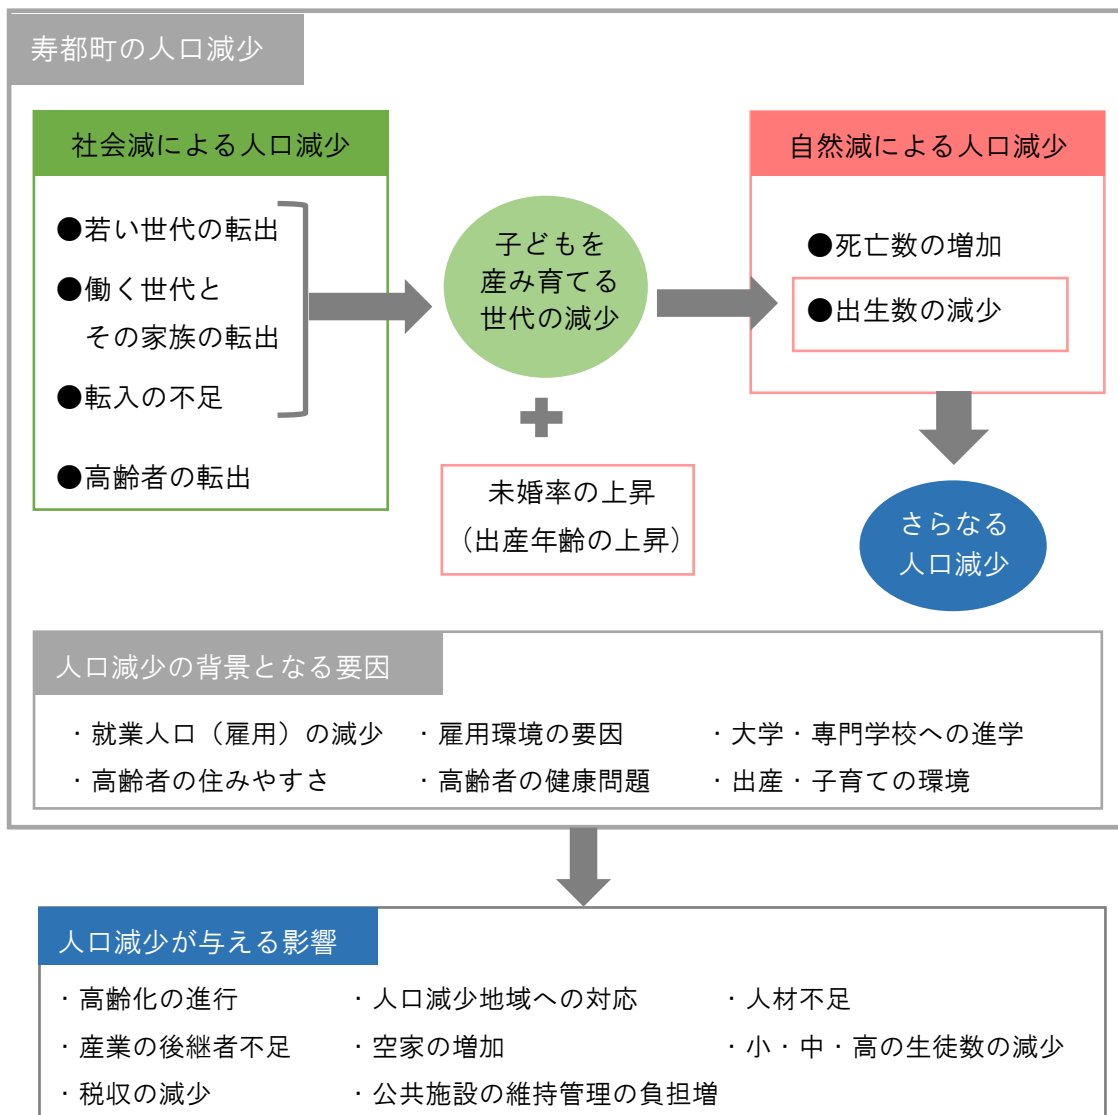 寿都町の人口減少
社会減による人口減少
●若い世代の転出
●働く世代と
その家族の転出
●転入の不足
●高齢者の転出
子どもを
産み育てる
世代の減少
未婚率の上昇
（出産年齢の上昇）
自然減による人口減少
●死亡数の増加
●出生数の減少
さらなる
人口減少
人口減少の背景となる要因
・就業人口（雇用）の減少
・雇用環境の要因
・大学・専門学校への進学
・高齢者の住みやすさ
・高齢者の健康問題
・出産・子育ての環境
人口減少が与える影響
・高齢化の進行
・人口減少地域への対応
・人材不足
・産業の後継者不足
・空家の増加
・小・中・高の生徒数の減少
・税収の減少
・公共施設の維持管理の負担増